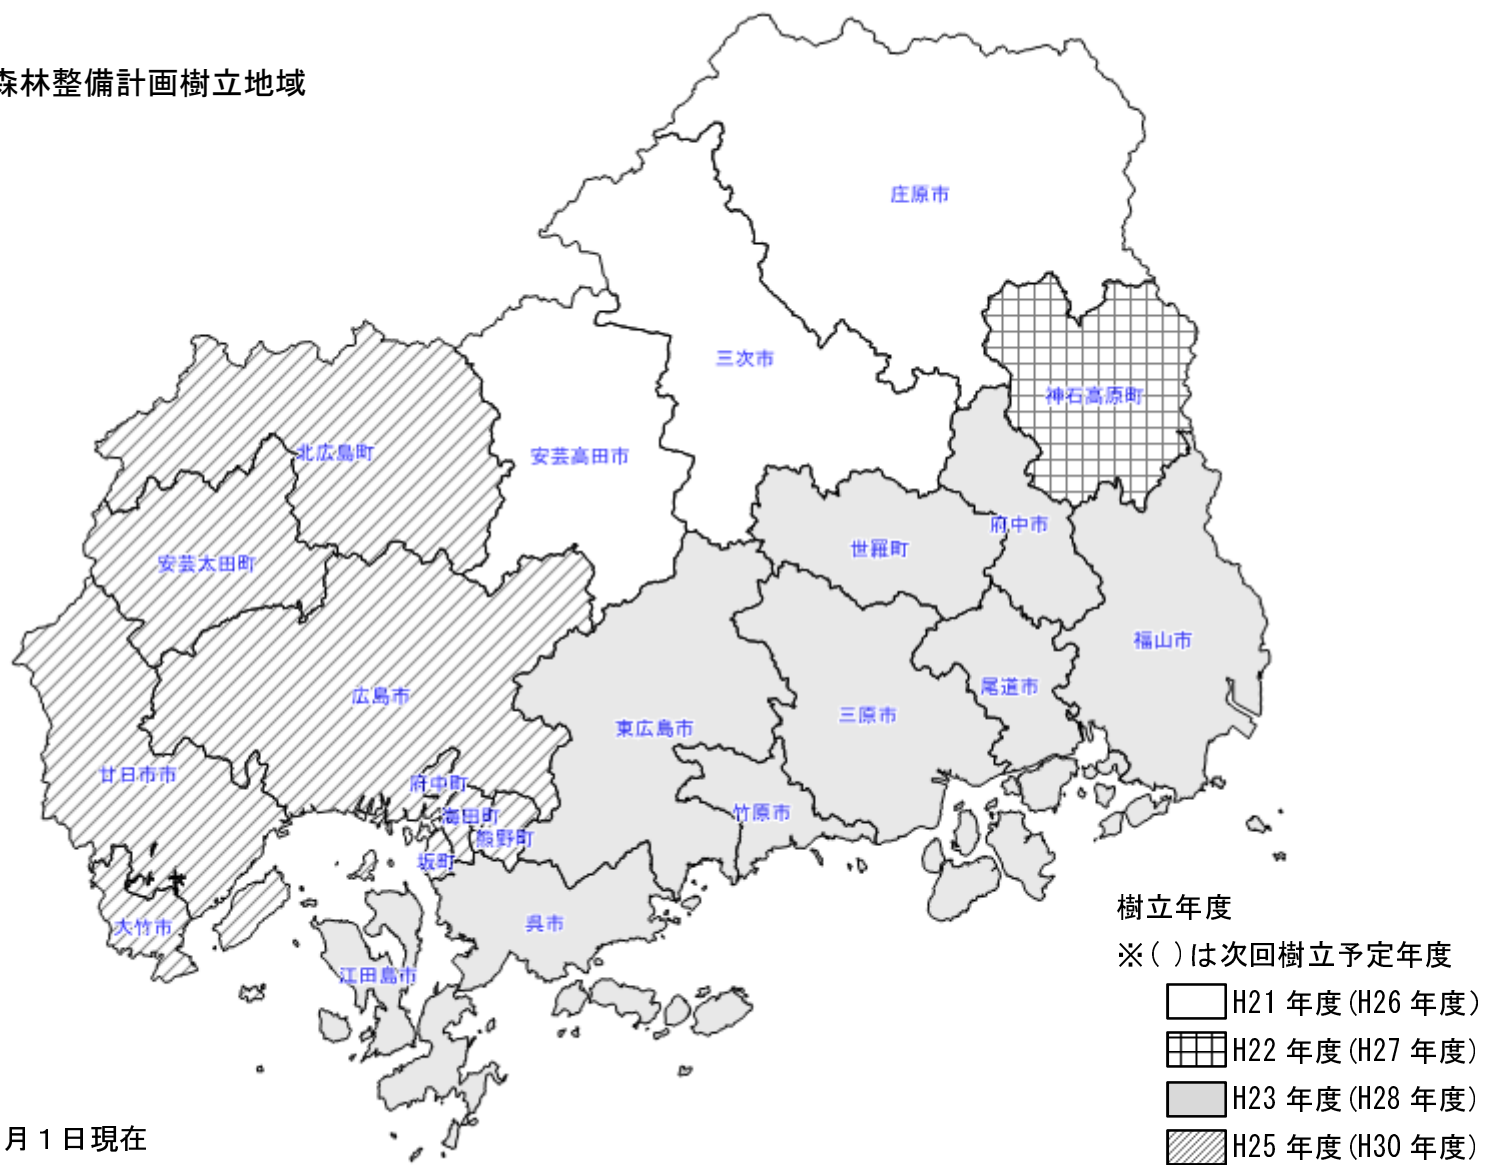 森林整備計画樹立地域
庄原市
三次市
神石高原町
北広島町
安芸高田市
府中市
世羅町
安芸太田町
福山市
尾道市
広島市
三原市
東広島市
廿日市市
府中町
竹原市
海田町
熊野町
坂町
大竹市
呉市
江田島市
樹立年度
※( )は次回樹立予定年度
H21 年度(H26 年度)
H22 年度(H27 年度)
H23 年度(H28 年度)
H25 年度(H30 年度)
月１日現在